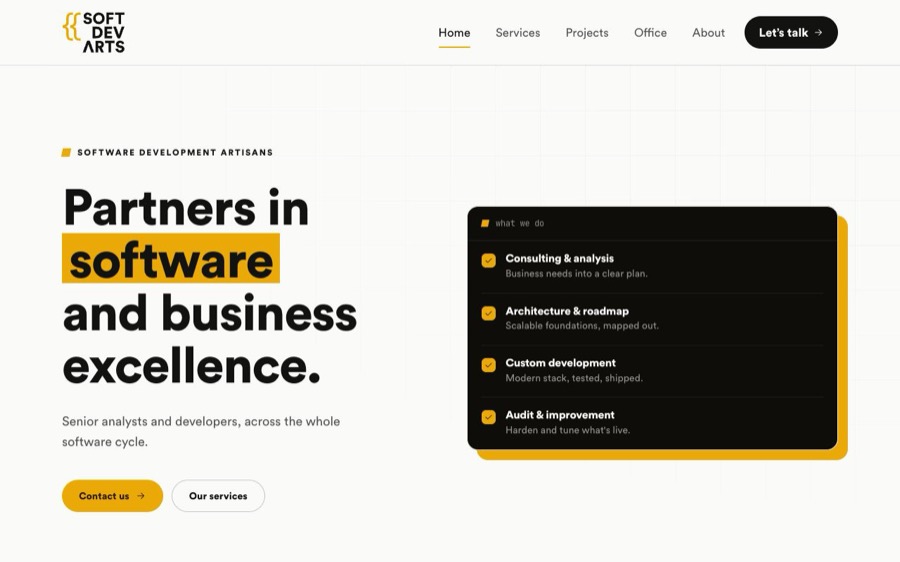 SOFT
DEV
ARTS
Home
Services
Projects
Office
About
Let's talk →
SOFTWARE DEVELOPMENT ARTISANS
Partners in
software
and business
excellence.
Senior analysts and developers, across the whole
software cycle.
Contact us →
Our services
what we do
Consulting & analysis
Business needs into a clear plan.
Architecture & roadmap
Scalable foundations, mapped out.
Custom development
Modern stack, tested, shipped.
Audit & improvement
Harden and tune what's live.